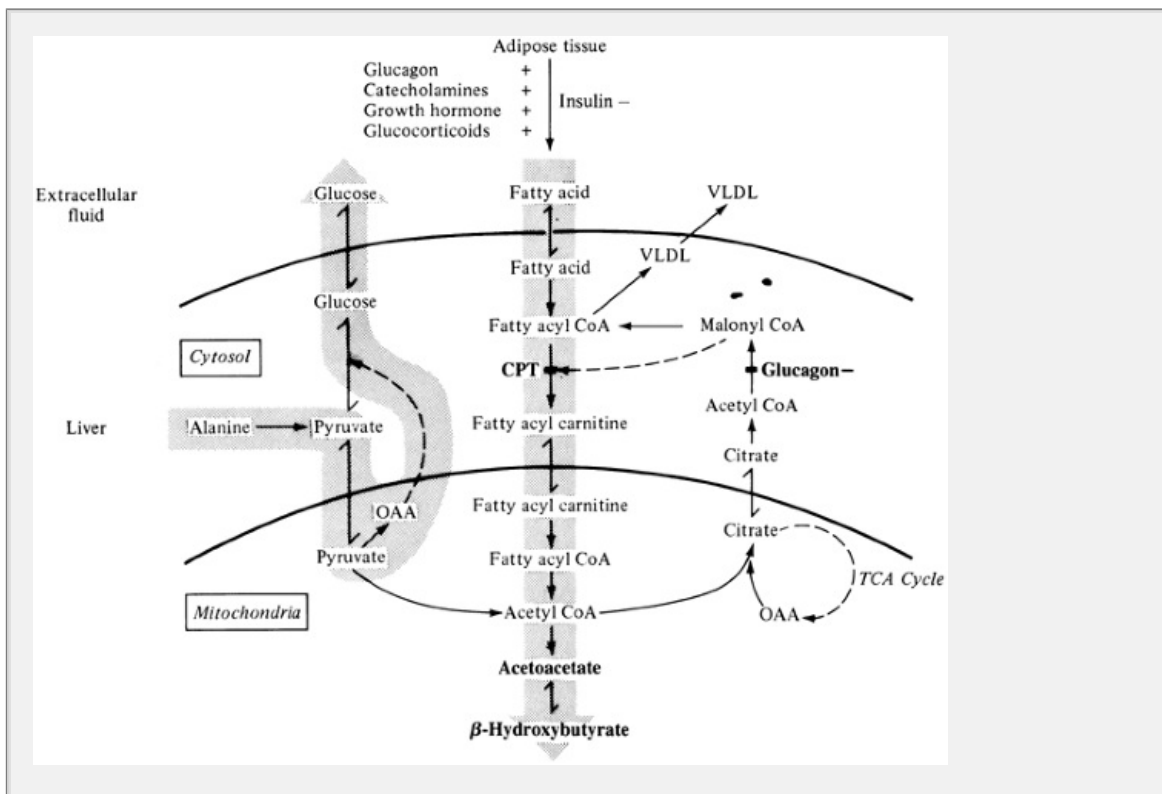 Adipose tissue
Glucagon +
Catecholamines +
Growth hormone +
Glucocorticoids +
Insulin −
Extracellular
fluid
Glucose
Fatty acid
VLDL
VLDL
Fatty acid
Glucose
Fatty acyl CoA
Malonyl CoA
Cytosol
CPT
Glucagon−
Acetyl CoA
Liver
Alanine
Pyruvate
Fatty acyl carnitine
Citrate
Fatty acyl carnitine
OAA
Citrate
Pyruvate
Fatty acyl CoA
TCA Cycle
Mitochondria
Acetyl CoA
OAA
Acetoacetate
β-Hydroxybutyrate